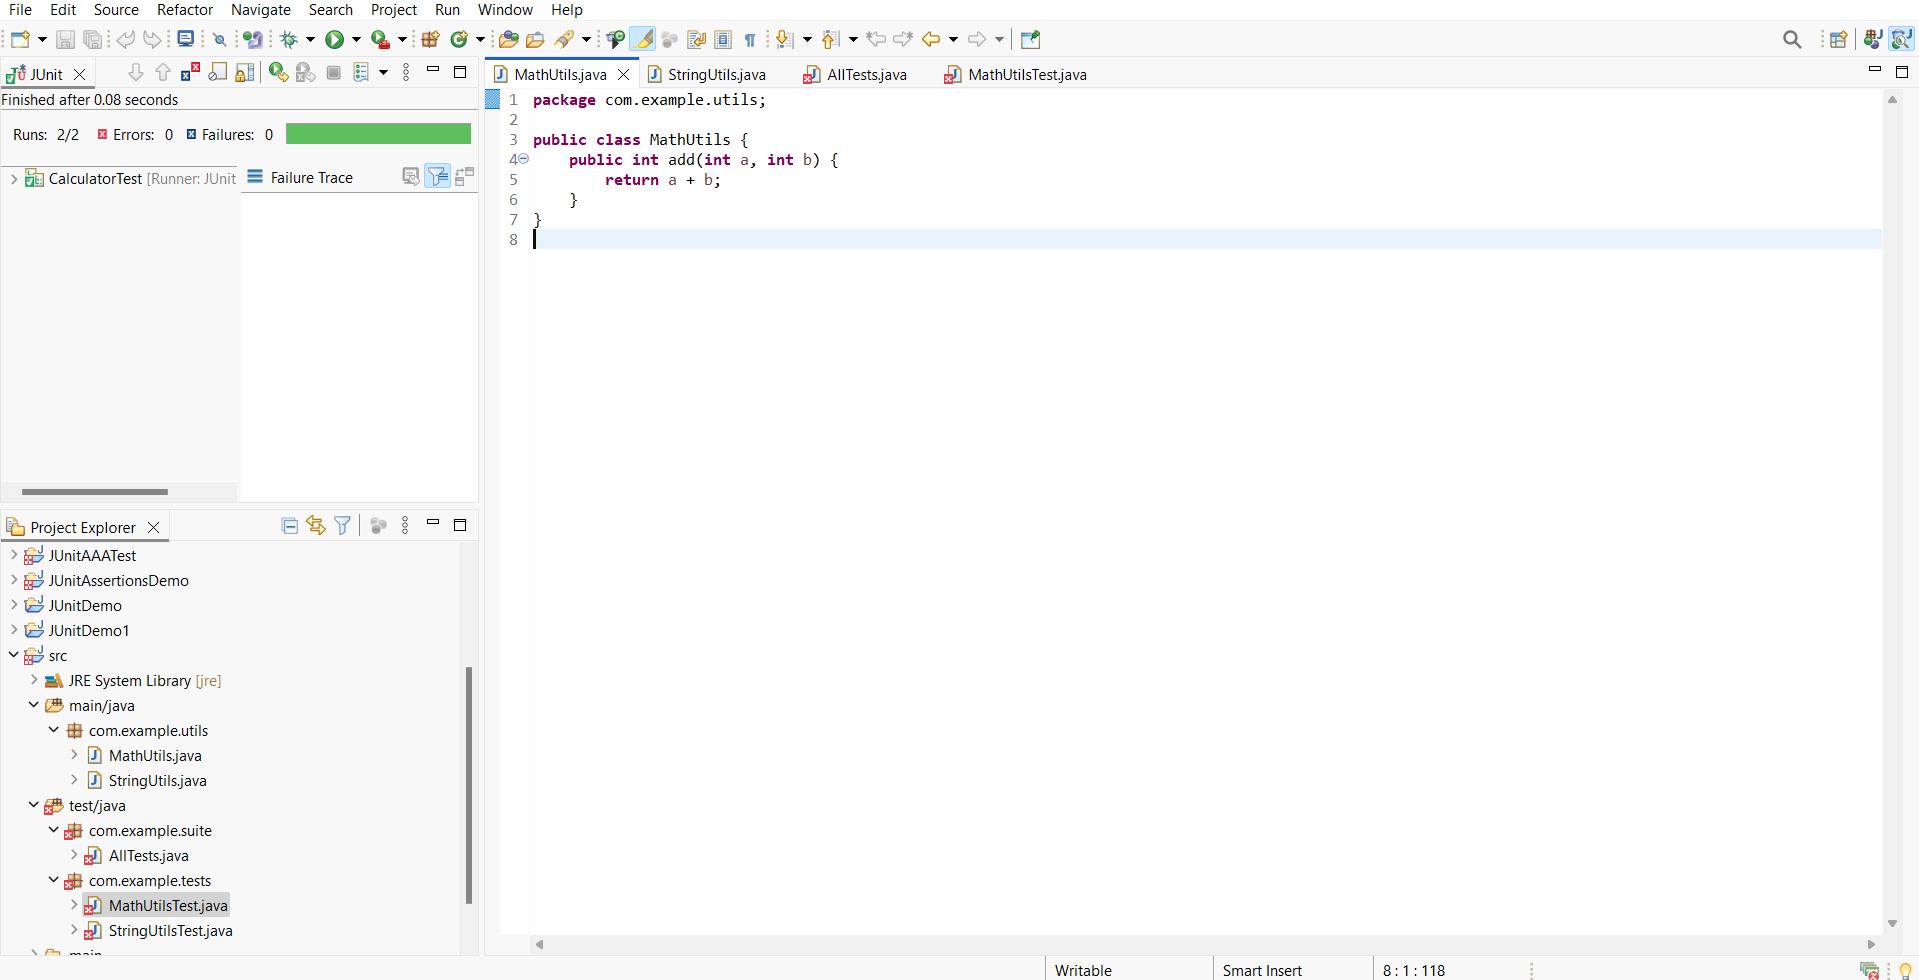 File Edit Source Refactor Navigate Search Project Run Window Help
JUnit
Finished after 0.08 seconds
Runs: 2/2 Errors: 0 Failures: 0
CalculatorTest [Runner: JUnit
Failure Trace
Project Explorer
JUnitAAATest
JUnitAssertionsDemo
JUnitDemo
JUnitDemo1
src
JRE System Library [jre]
main/java
com.example.utils
MathUtils.java
StringUtils.java
test/java
com.example.suite
AllTests.java
com.example.tests
MathUtilsTest.java
StringUtilsTest.java
MathUtils.java StringUtils.java AllTests.java MathUtilsTest.java
1 package com.example.utils;
2
3 public class MathUtils {
4 public int add(int a, int b) {
5 return a + b;
6 }
7 }
8
Writable Smart Insert 8 : 1 : 118